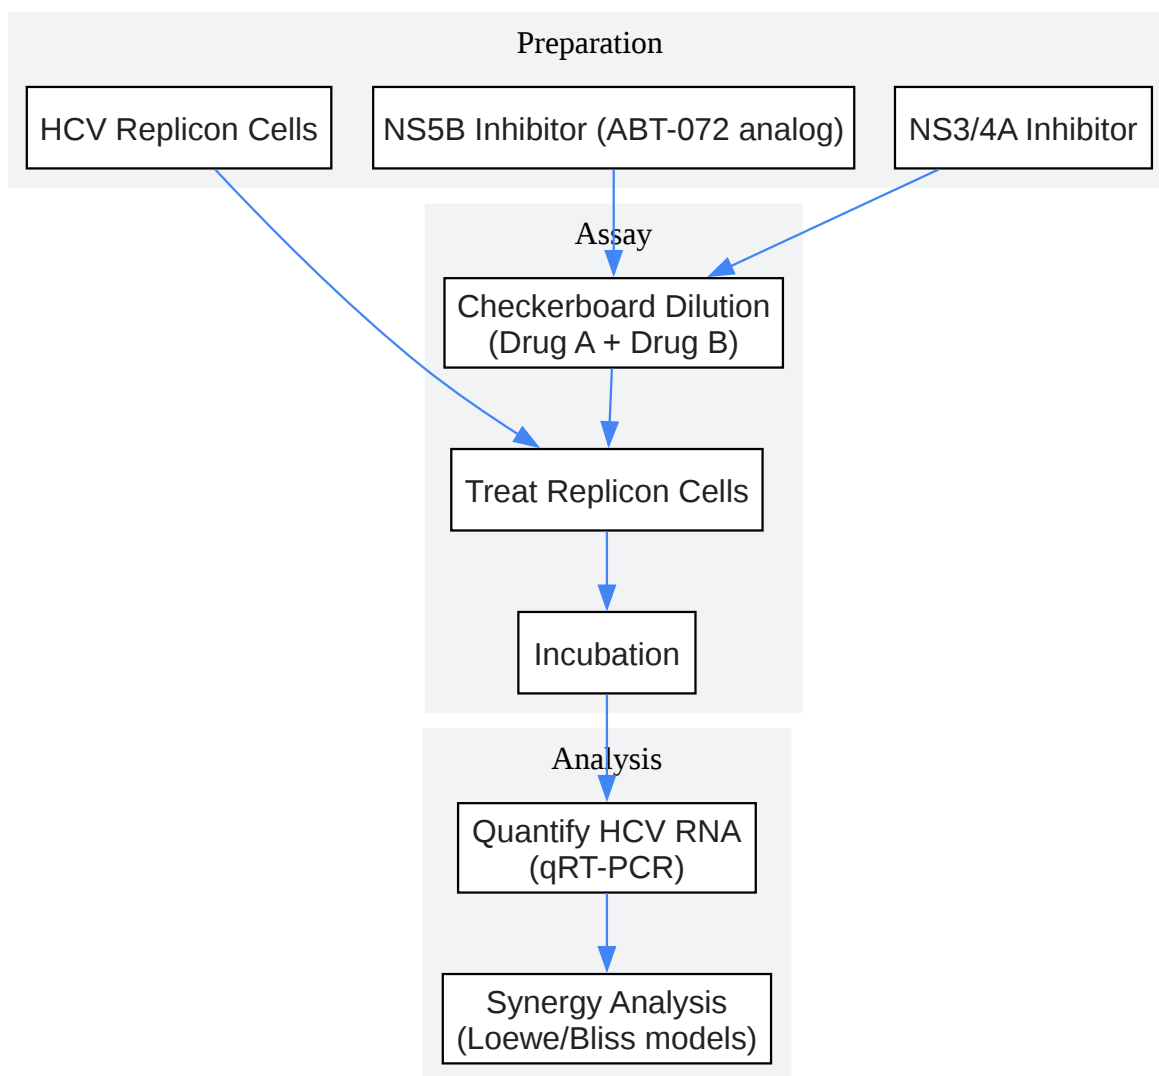 Preparation
HCV Replicon Cells
NS5B Inhibitor (ABT-072 analog)
NS3/4A Inhibitor
Assay
Checkerboard Dilution
(Drug A + Drug B)
Treat Replicon Cells
Incubation
Analysis
Quantify HCV RNA
(qRT-PCR)
Synergy Analysis
(Loewe/Bliss models)